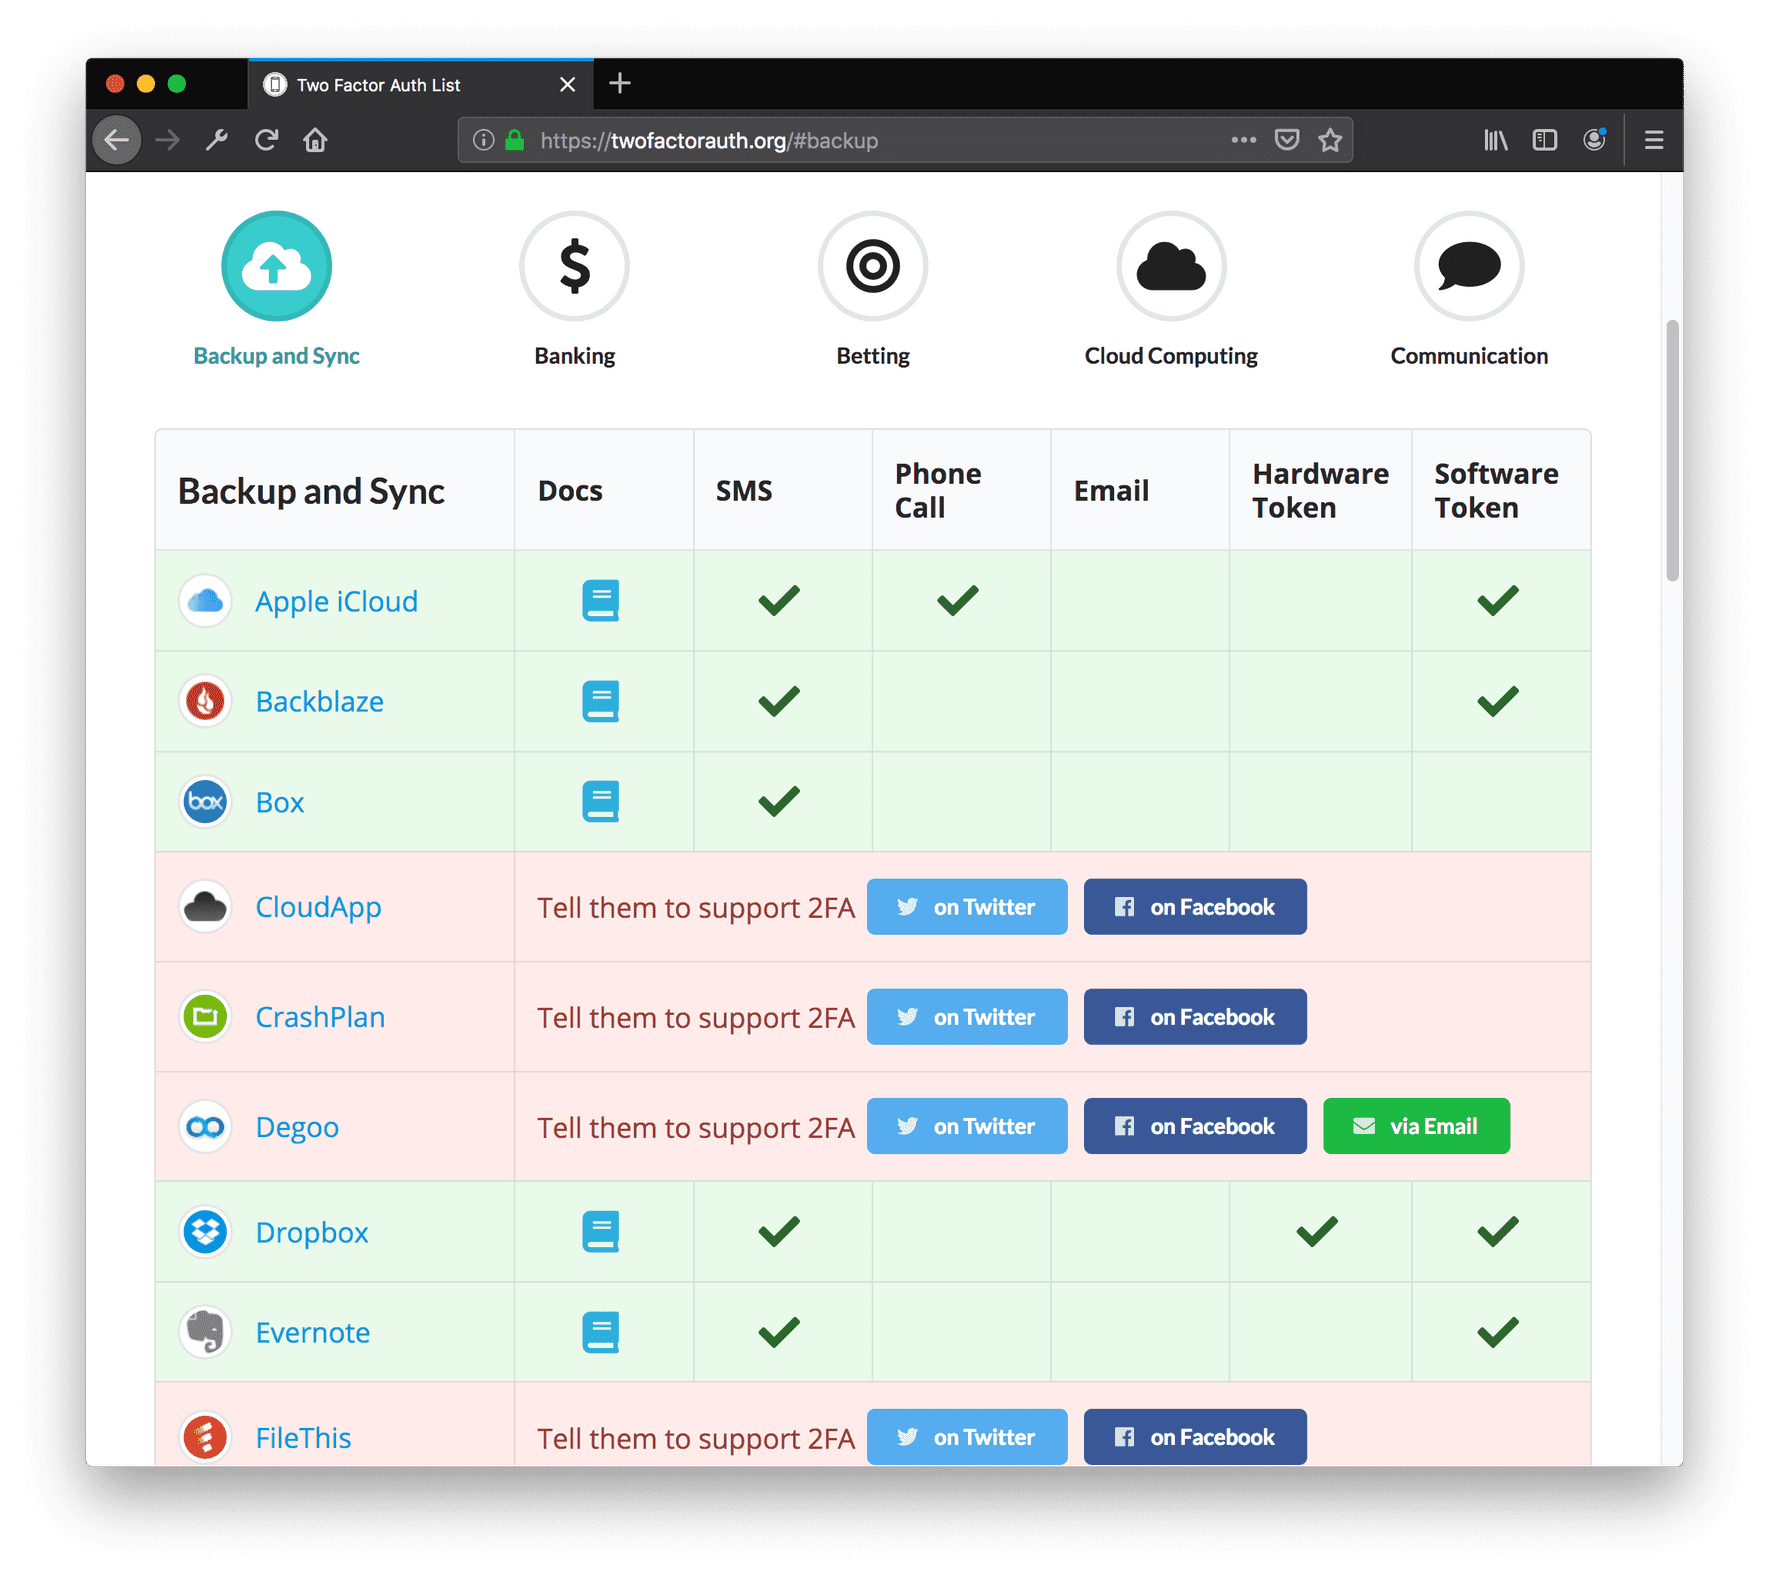 Two Factor Auth List
https://twofactorauth.org/#backup
Backup and Sync
Banking
Betting
Cloud Computing
Communication
Backup and Sync
Docs
SMS
Phone
Call
Email
Hardware
Token
Software
Token
Apple iCloud
Backblaze
box
Box
CloudApp
Tell them to support 2FA
on Twitter
on Facebook
CrashPlan
Tell them to support 2FA
on Twitter
on Facebook
Degoo
Tell them to support 2FA
on Twitter
on Facebook
via Email
Dropbox
Evernote
FileThis
Tell them to support 2FA
on Twitter
on Facebook